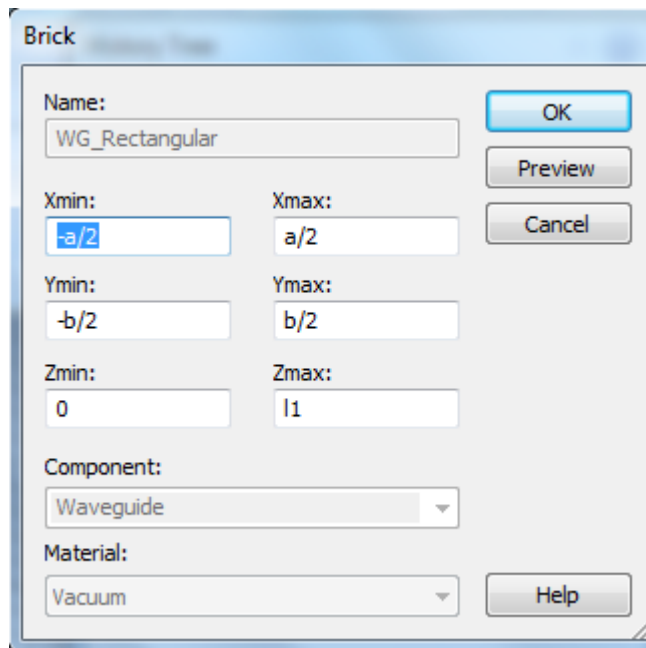 Brick
Name:
WG_Rectangular
OK
Preview
Cancel
Xmin: Xmax:
-a/2 a/2
Ymin: Ymax:
-b/2 b/2
Zmin: Zmax:
0 l1
Component:
Waveguide
Material:
Vacuum
Help